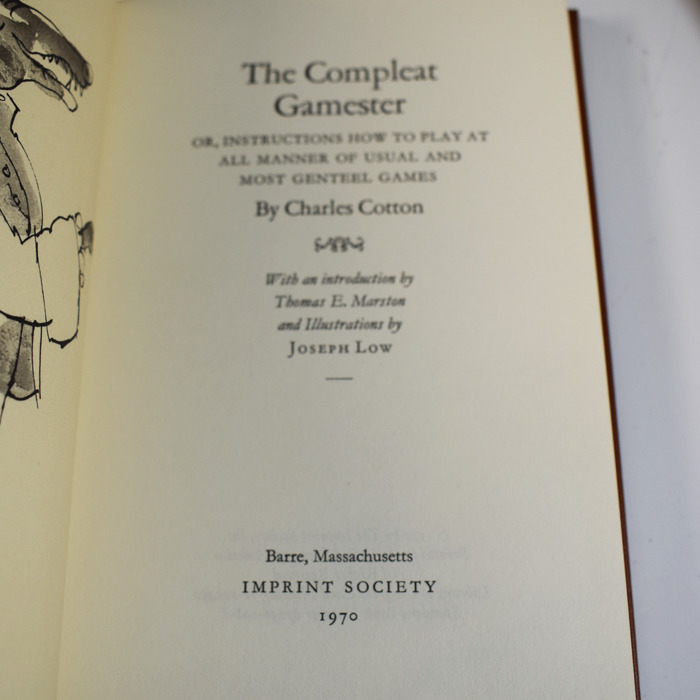 The Compleat
Gamester
OR, INSTRUCTIONS HOW TO PLAY AT
ALL MANNER OF USUAL AND
MOST GENTEEL GAMES
By Charles Cotton
With an introduction by
Thomas E. Marston
and Illustrations by
JOSEPH LOW
Barre, Massachusetts
IMPRINT SOCIETY
1970